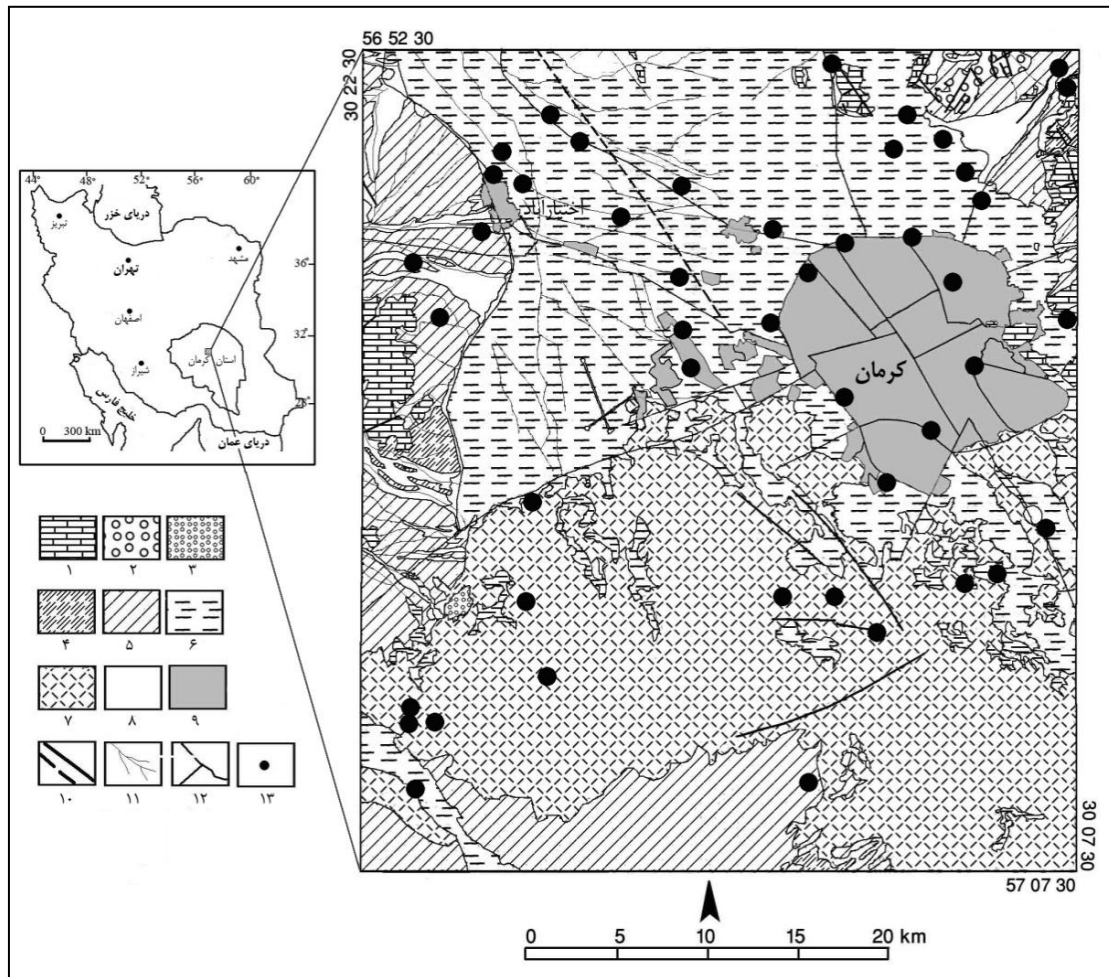 56 52 30
30 22 30
44°
48°
52°
56°
60°
دریای خزر
تبریز
مشهد
تهران
36°
اصفهان
32°
استان کرمان
شیراز
28°
خلیج فارس
دریای عمان
0 300 km
اختیارآباد
کرمان
۱
۲
۳
۴
۵
۶
۷
۸
۹
۱۰
۱۱
۱۲
۱۳
30 07 30
57 07 30
0 5 10 15 20 km